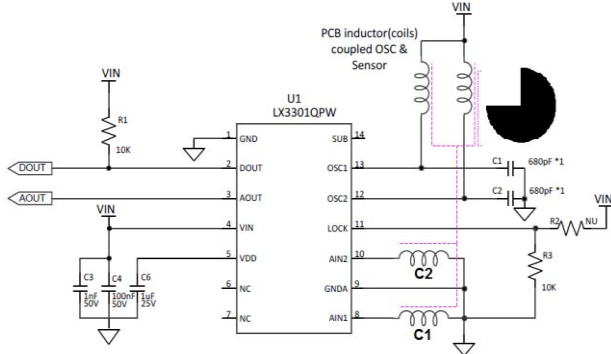 VIN
PCB inductor(coils)
coupled OSC &
Sensor
VIN
R1
10K
U1
LX3301QPW
1 GND
SUB 14
DOUT
2 DOUT
OSC1 13
C1 680pF *1
AOUT
3 AOUT
OSC2 12
C2 680pF *1
VIN
4 VIN
LOCK 11
R2 NU
VIN
5 VDD
AIN2 10
C2
R3
10K
C3
1nF
50V
C4
100nF
50V
C6
1uF
25V
6 NC
GNDA 9
7 NC
AIN1 8
C1